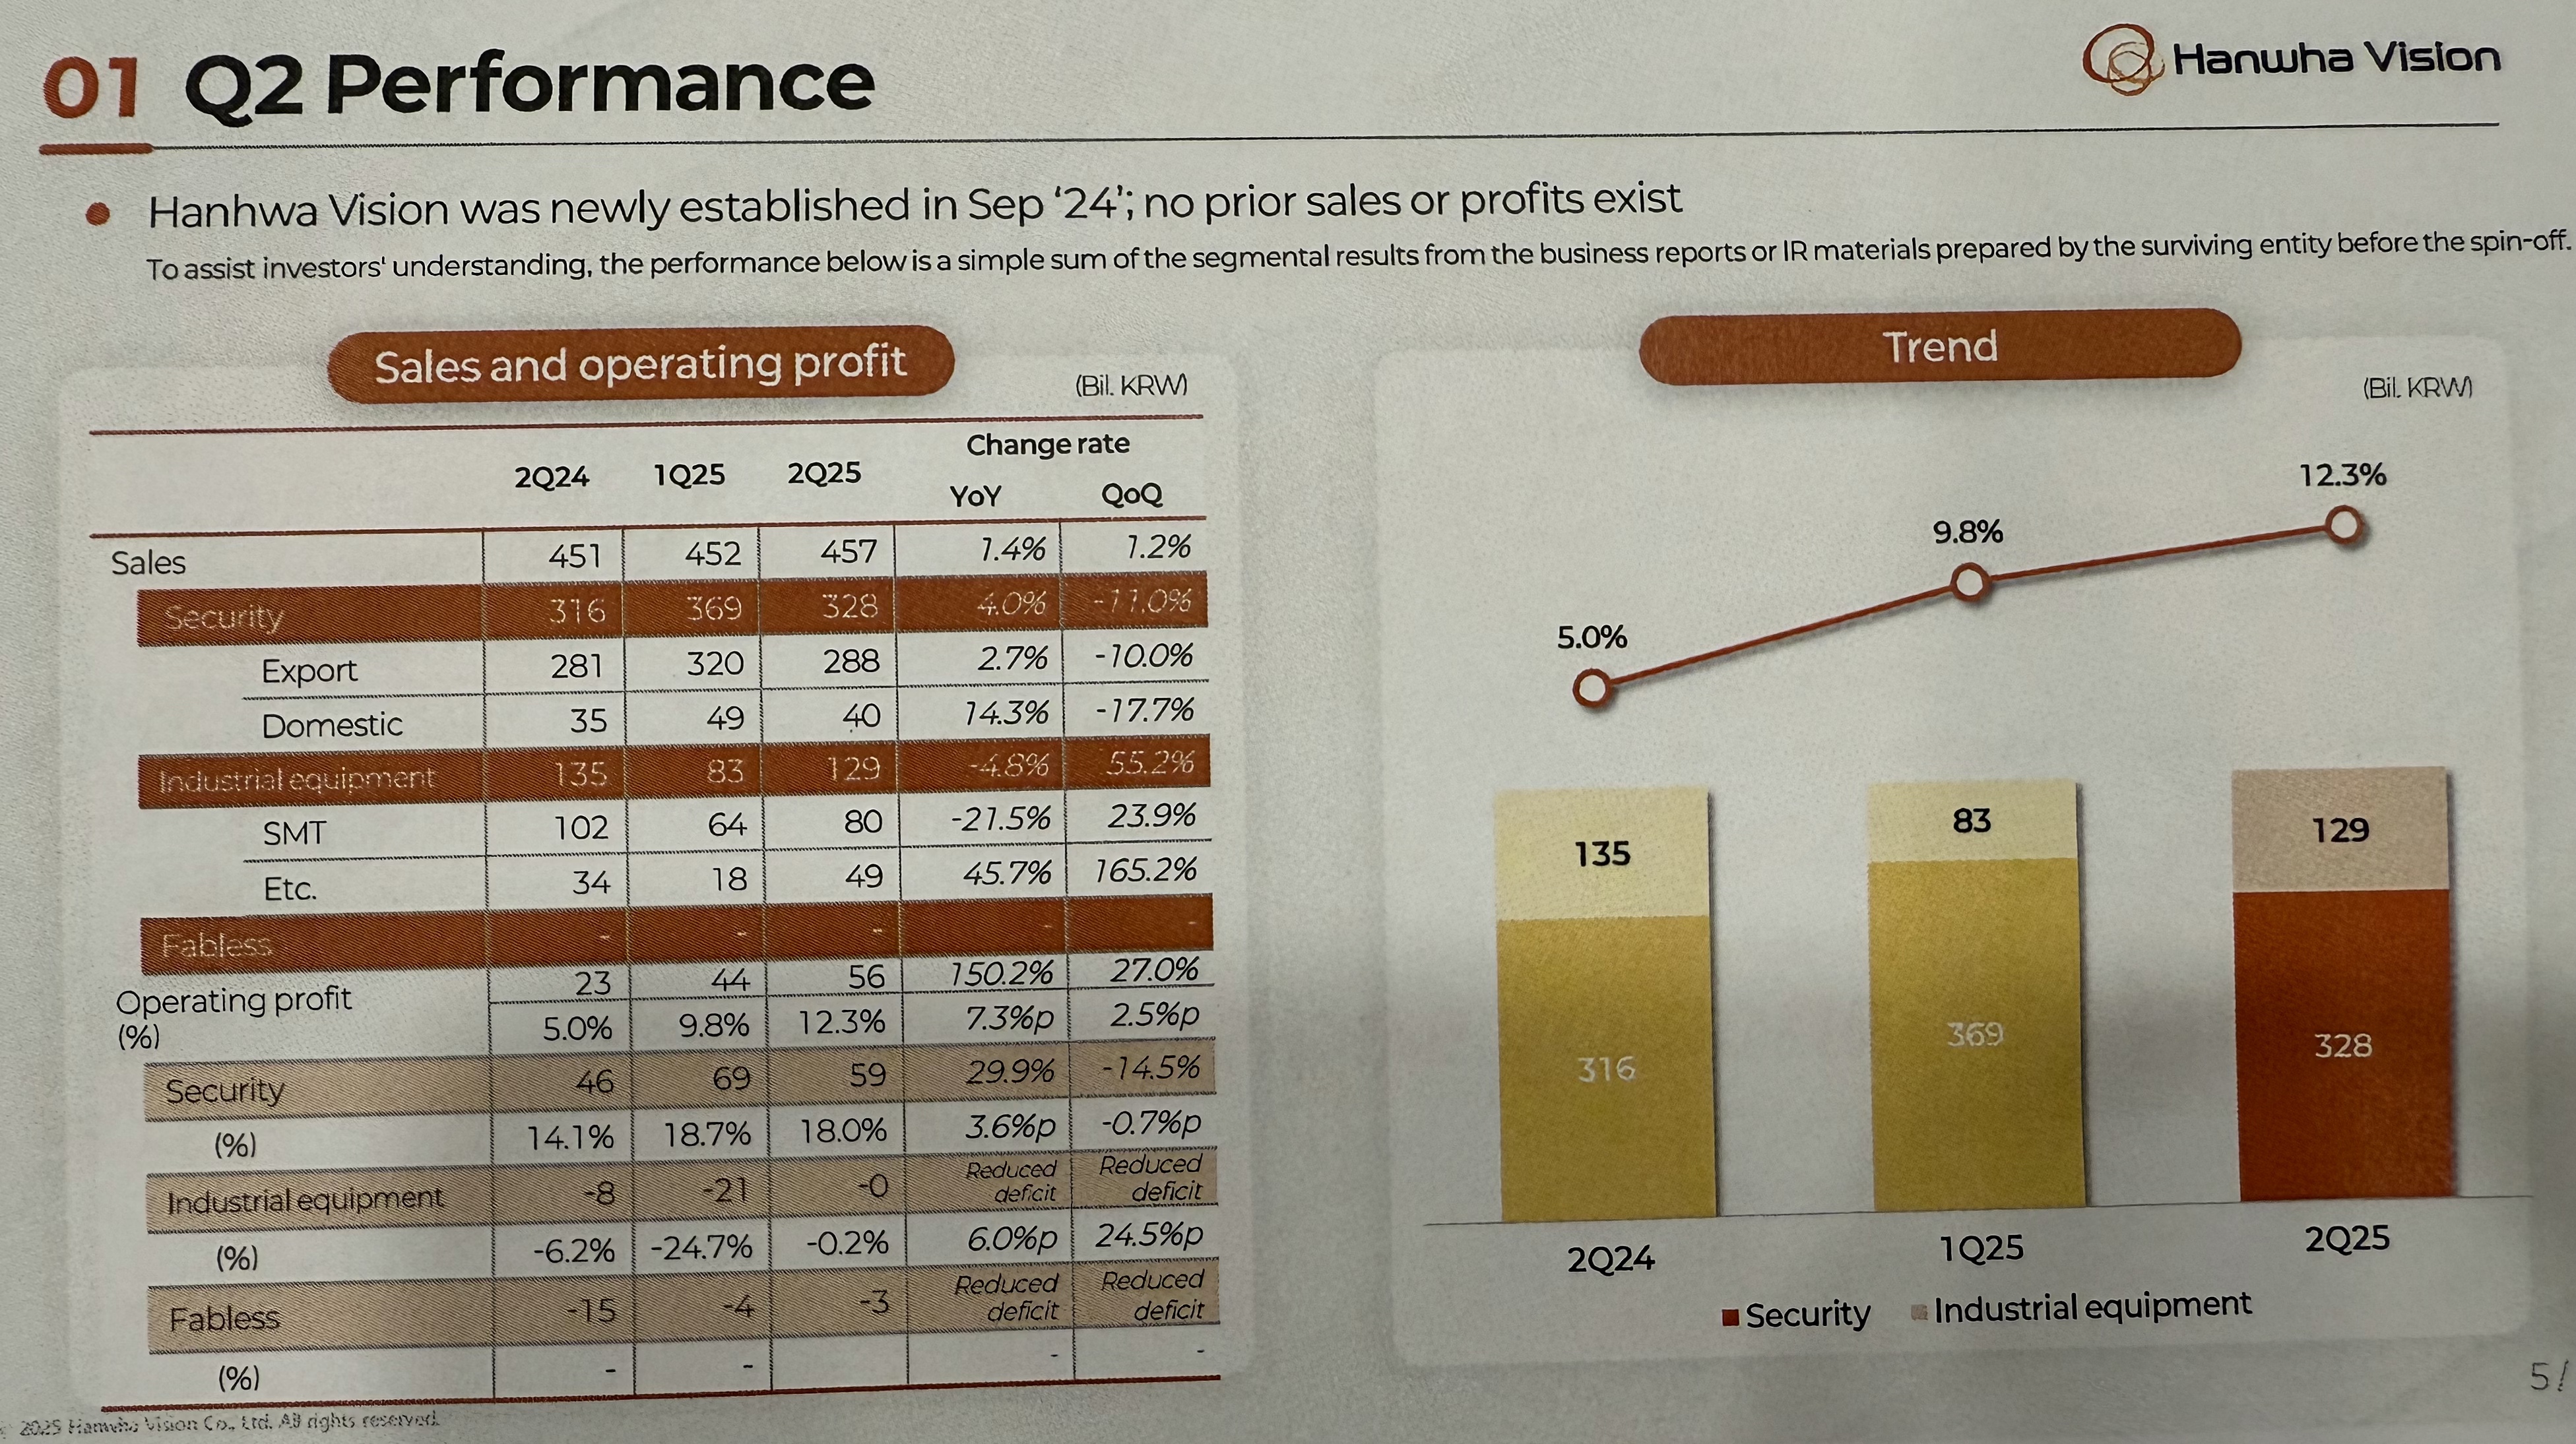 01 Q2 Performance
Hanwha Vision
Hanhwa Vision was newly established in Sep ‘24’; no prior sales or profits exist
To assist investors' understanding, the performance below is a simple sum of the segmental results from the business reports or IR materials prepared by the surviving entity before the spin-off.
Sales and operating profit
(Bil. KRW)
2Q24 1Q25 2Q25 Change rate
YoY QoQ
Sales 451 452 457 1.4% 1.2%
Security 316 369 328 4.0% -11.0%
Export 281 320 288 2.7% -10.0%
Domestic 35 49 40 14.3% -17.7%
Industrial equipment 135 83 129 -4.8% 55.2%
SMT 102 64 80 -21.5% 23.9%
Etc. 34 18 49 45.7% 165.2%
Fabless - - - - -
Operating profit 23 44 56 150.2% 27.0%
(%) 5.0% 9.8% 12.3% 7.3%p 2.5%p
Security 46 69 59 29.9% -14.5%
(%) 14.1% 18.7% 18.0% 3.6%p -0.7%p
Industrial equipment -8 -21 -0 Reduced deficit Reduced deficit
(%) -6.2% -24.7% -0.2% 6.0%p 24.5%p
Fabless -15 -4 -3 Reduced deficit Reduced deficit
(%) - - - -
Trend
(Bil. KRW)
5.0% 9.8% 12.3%
135 83 129
316 369 328
2Q24 1Q25 2Q25
Security Industrial equipment
5/
2025 Hanwha Vision Co., Ltd. All rights reserved.